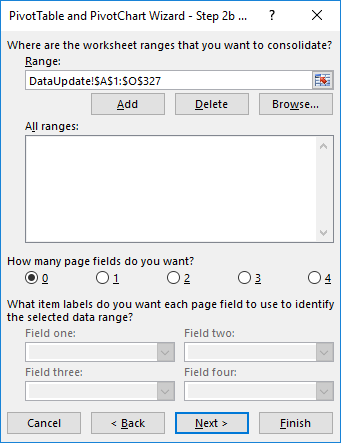 PivotTable and PivotChart Wizard - Step 2b ... ? ×
Where are the worksheet ranges that you want to consolidate?
Range:
DataUpdate!$A$1:$O$327
Add Delete Browse...
All ranges:
How many page fields do you want?
0 1 2 3 4
What item labels do you want each page field to use to identify
the selected data range?
Field one: Field two:
Field three: Field four:
Cancel < Back Next > Finish